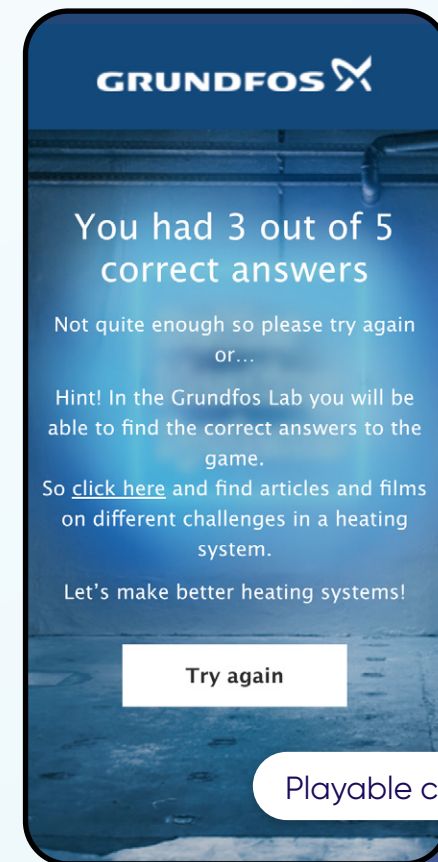 GRUNDFOS
You had 3 out of 5
correct answers
Not quite enough so please try again
or…
Hint! In the Grundfos Lab you will be
able to find the correct answers to the
game.
So click here and find articles and films
on different challenges in a heating
system.
Let’s make better heating systems!
Try again
Playable c